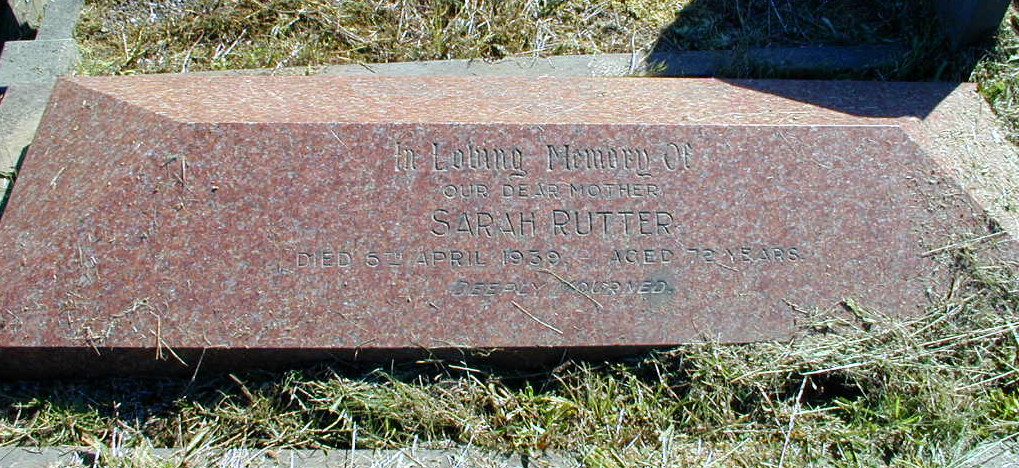 In Loving Memory Of
OUR DEAR MOTHER
SARAH RUTTER
DIED 6TH APRIL 1939. – AGED 72 YEARS.
DEEPLY MOURNED.